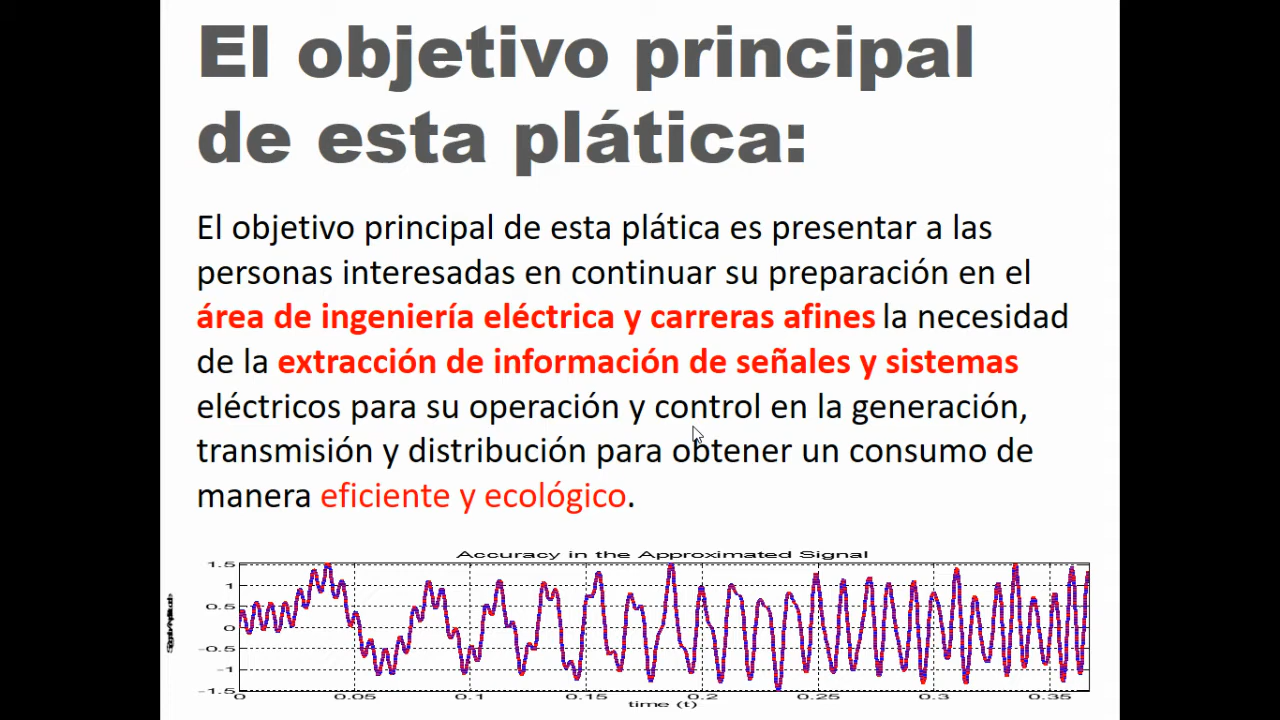 El objetivo principal
de esta plática:
El objetivo principal de esta plática es presentar a las
personas interesadas en continuar su preparación en el
área de ingeniería eléctrica y carreras afines la necesidad
de la extracción de información de señales y sistemas
eléctricos para su operación y control en la generación,
transmisión y distribución para obtener un consumo de
manera eficiente y ecológico.
Accuracy in the Approximated Signal
1.5
1
0.5
0
-0.5
-1
-1.5
0 0.05 0.1 0.15 0.2 0.25 0.3 0.35
time (t)